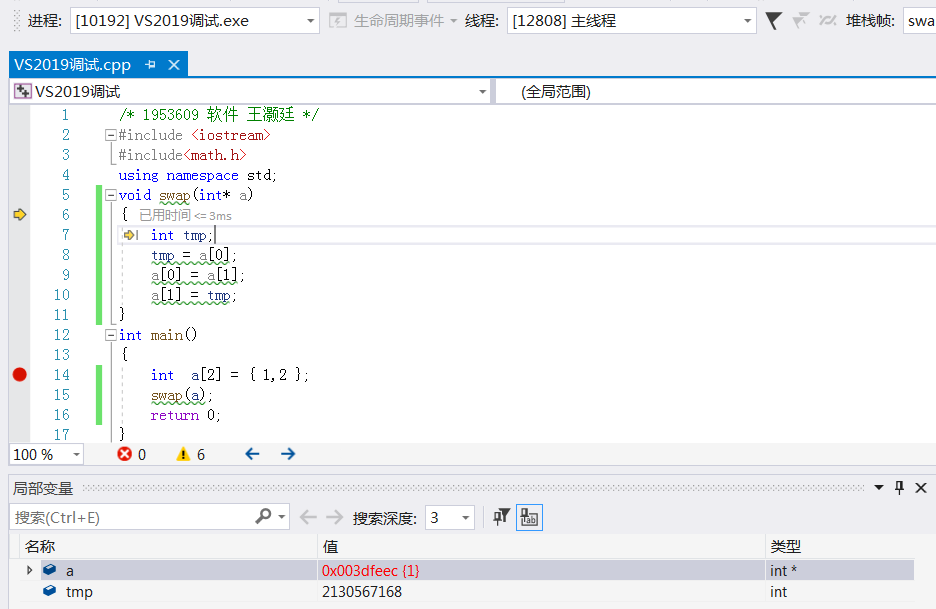 进程: [10192] VS2019调试.exe 生命周期事件 线程: [12808] 主线程 堆栈帧: swa
VS2019调试.cpp
VS2019调试 (全局范围)
1 /* 1953609 软件 王灏廷 */
2 #include <iostream>
3 #include<math.h>
4 using namespace std;
5 void swap(int* a)
6 { 已用时间 <= 3ms
7 int tmp;
8 tmp = a[0];
9 a[0] = a[1];
10 a[1] = tmp;
11 }
12 int main()
13 {
14 int  a[2] = { 1,2 };
15 swap(a);
16 return 0;
17 }
100 % 0 6
局部变量
搜索(Ctrl+E) 搜索深度: 3
名称 值 类型
a 0x003dfeec {1} int *
tmp 2130567168 int